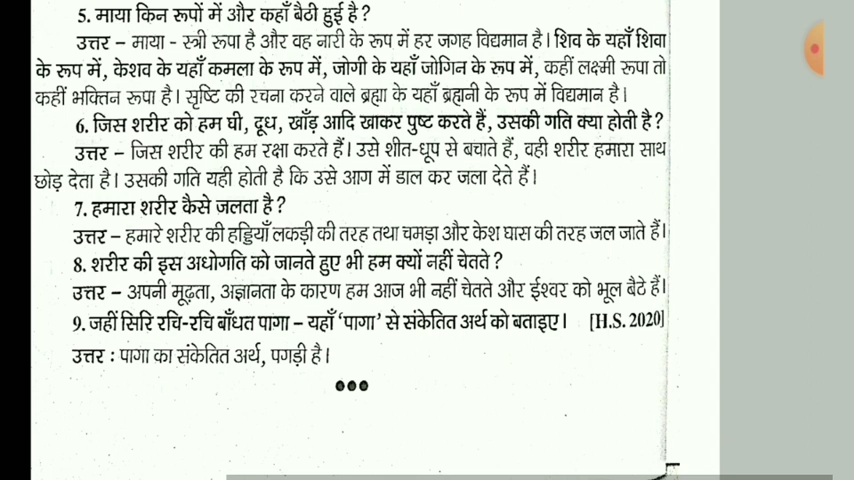 5. माया किन रूपों में और कहाँ बैठी हुई है ?
उत्तर – माया - स्त्री रूपा है और वह नारी के रूप में हर जगह विद्यमान है। शिव के यहाँ शिवा
के रूप में, केशव के यहाँ कमला के रूप में, जोगी के यहाँ जोगिन के रूप में, कहीं लक्ष्मी रूपा तो
कहीं भक्तिन रूपा है। सृष्टि की रचना करने वाले ब्रह्मा के यहाँ ब्रह्मनी के रूप में विद्यमान है।
6. जिस शरीर को हम घी, दूध, खाँड़ आदि खाकर पुष्ट करते हैं, उसकी गति क्या होती है ?
उत्तर – जिस शरीर की हम रक्षा करते हैं। उसे शीत-धूप से बचाते हैं, वही शरीर हमारा साथ
छोड़ देता है। उसकी गति यही होती है कि उसे आग में डाल कर जला देते हैं।
7. हमारा शरीर कैसे जलता है ?
उत्तर – हमारे शरीर की हड्डियाँ लकड़ी की तरह तथा चमड़ा और केश घास की तरह जल जाते हैं।
8. शरीर की इस अधोगति को जानते हुए भी हम क्यों नहीं चेतते ?
उत्तर – अपनी मूढ़ता, अज्ञानता के कारण हम आज भी नहीं चेतते और ईश्वर को भूल बैठे हैं।
9. जहीं सिरि रचि-रचि बाँधत पागा – यहाँ ‘पागा’ से संकेतित अर्थ को बताइए। [H.S. 2020]
उत्तर : पागा का संकेतित अर्थ, पगड़ी है।